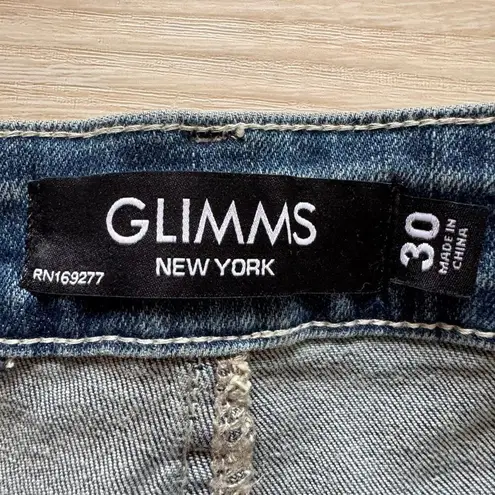 GLIMMS
NEW YORK
RN169277
30
MADE IN
CHINA